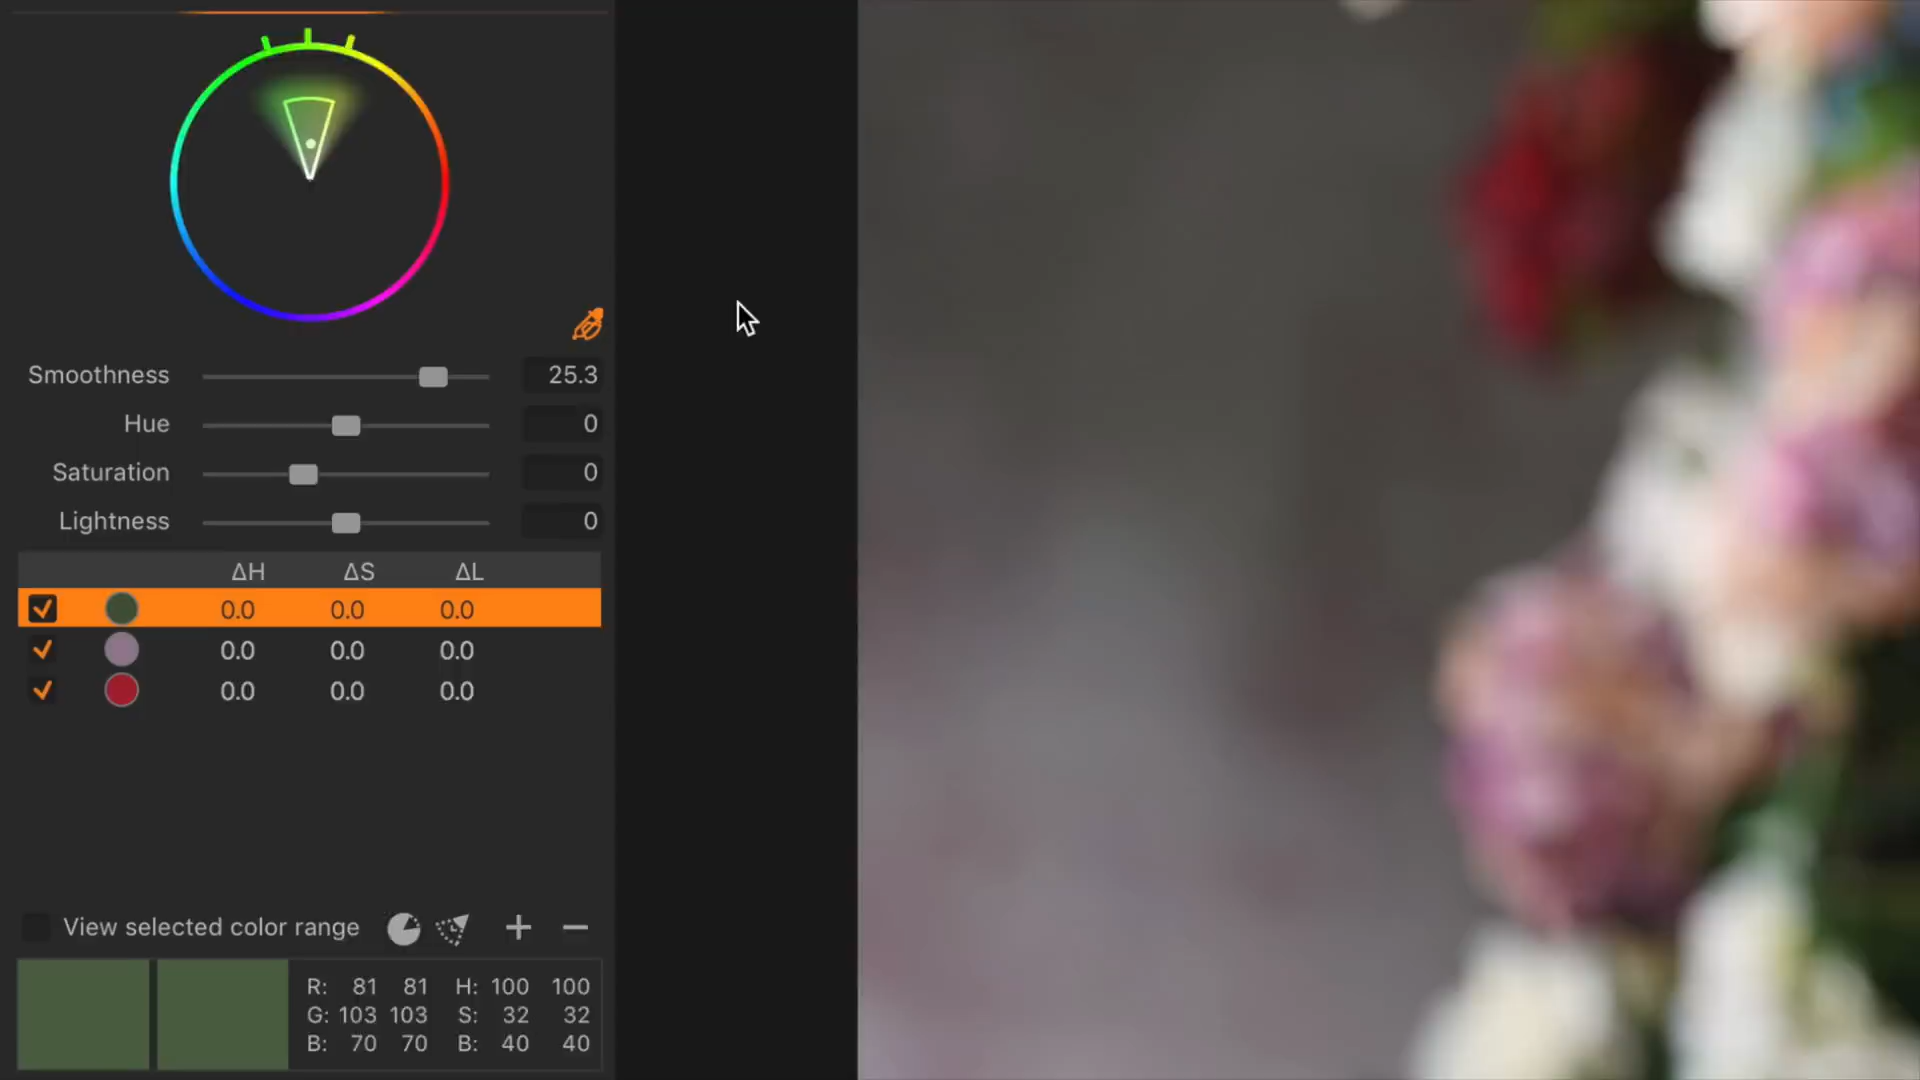 Smoothness 25.3
Hue 0
Saturation 0
Lightness 0
ΔH ΔS ΔL
0.0 0.0 0.0
0.0 0.0 0.0
0.0 0.0 0.0
View selected color range + −
R: 81 81 H: 100 100
G: 103 103 S: 32 32
B: 70 70 B: 40 40